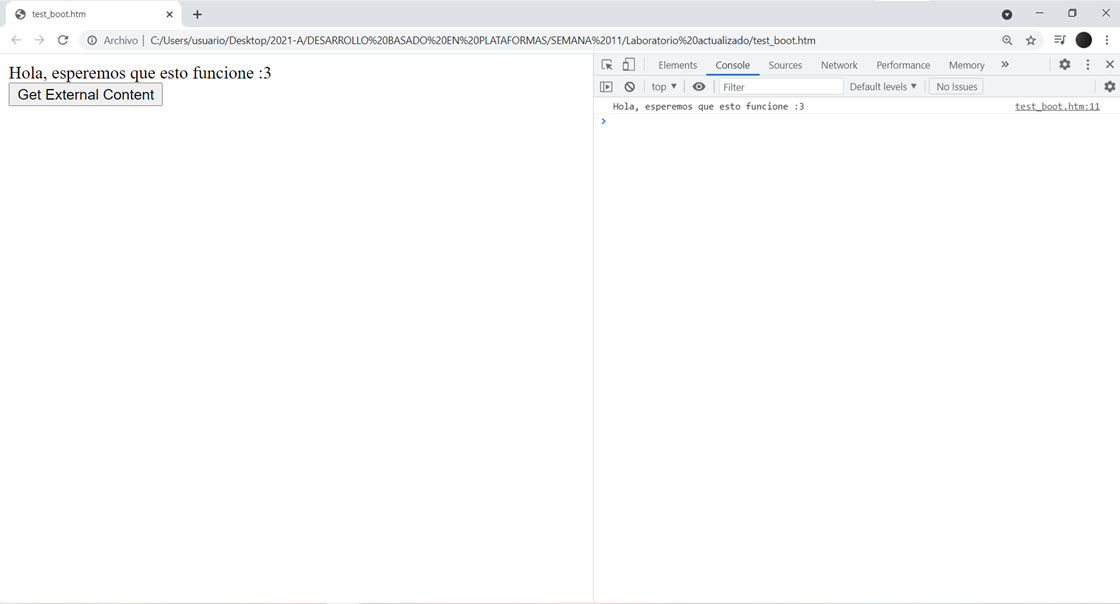 test_boot.htm
Archivo | C:/Users/usuario/Desktop/2021-A/DESARROLLO%20BASADO%20EN%20PLATAFORMAS/SEMANA%2011/Laboratorio%20actualizado/test_boot.htm
Hola, esperemos que esto funcione :3
Get External Content
Elements Console Sources Network Performance Memory
top Filter Default levels No Issues
Hola, esperemos que esto funcione :3 test_boot.htm:11